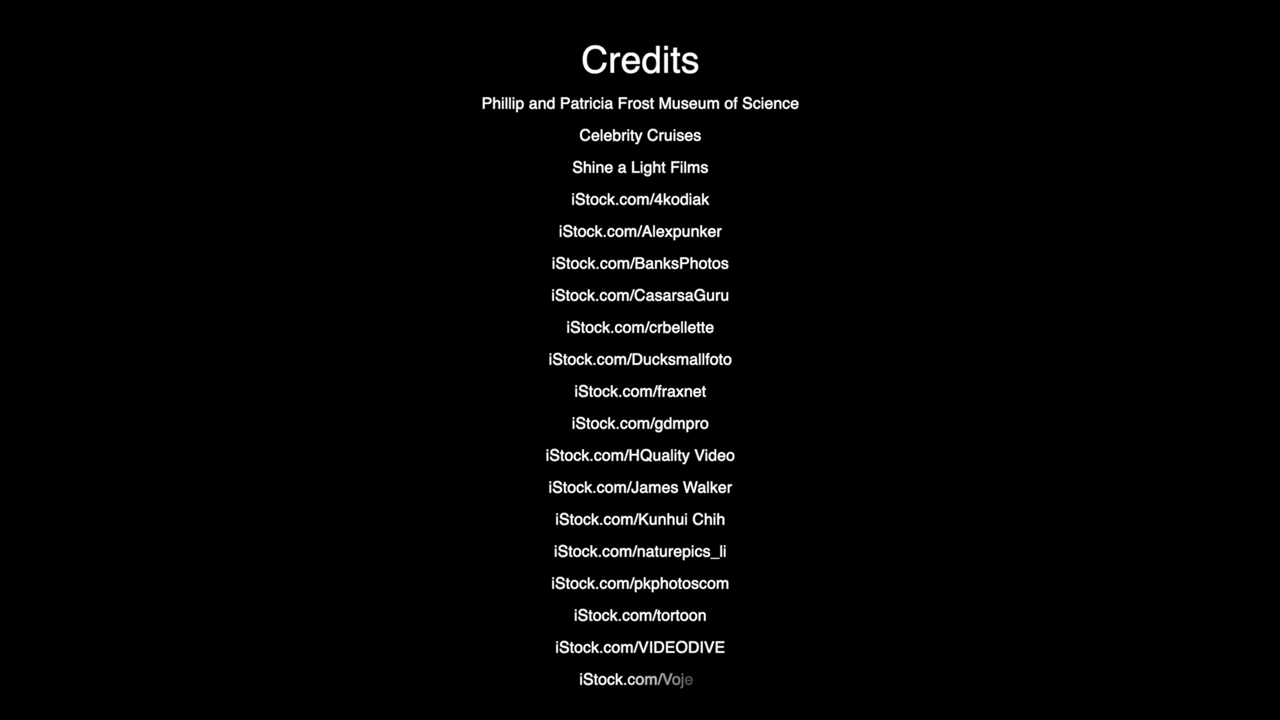 Credits
Phillip and Patricia Frost Museum of Science
Celebrity Cruises
Shine a Light Films
iStock.com/4kodiak
iStock.com/Alexpunker
iStock.com/BanksPhotos
iStock.com/CasarsaGuru
iStock.com/crbellette
iStock.com/Ducksmallfoto
iStock.com/fraxnet
iStock.com/gdmpro
iStock.com/HQuality Video
iStock.com/James Walker
iStock.com/Kunhui Chih
iStock.com/naturepics_li
iStock.com/pkphotoscom
iStock.com/tortoon
iStock.com/VIDEODIVE
iStock.com/Voje